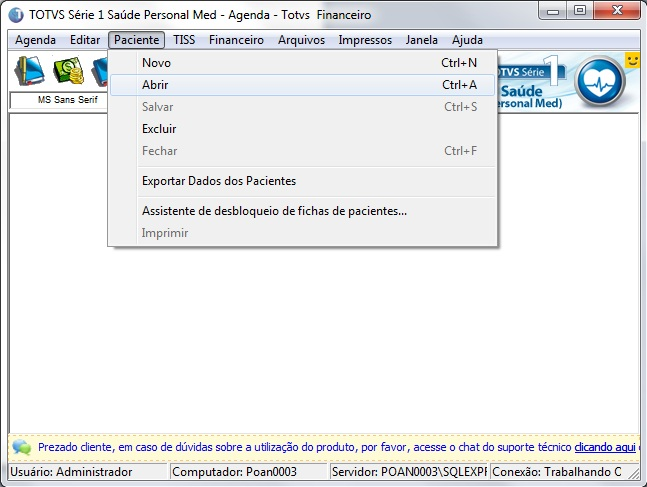 TOTVS Série 1 Saúde Personal Med - Agenda - Totvs Financeiro
Agenda Editar Paciente TISS Financeiro Arquivos Impressos Janela Ajuda
Novo Ctrl+N
Abrir Ctrl+A
Salvar Ctrl+S
Excluir
Fechar Ctrl+F
Exportar Dados dos Pacientes
Assistente de desbloqueio de fichas de pacientes...
Imprimir
MS Sans Serif
TOTVS Série 1
Saúde
ersonal Med)
Prezado cliente, em caso de dúvidas sobre a utilização do produto, por favor, acesse o chat do suporte técnico clicando aqui
Usuário: Administrador Computador: Poan0003 Servidor: POAN0003\SQLEXPF Conexão: Trabalhando C